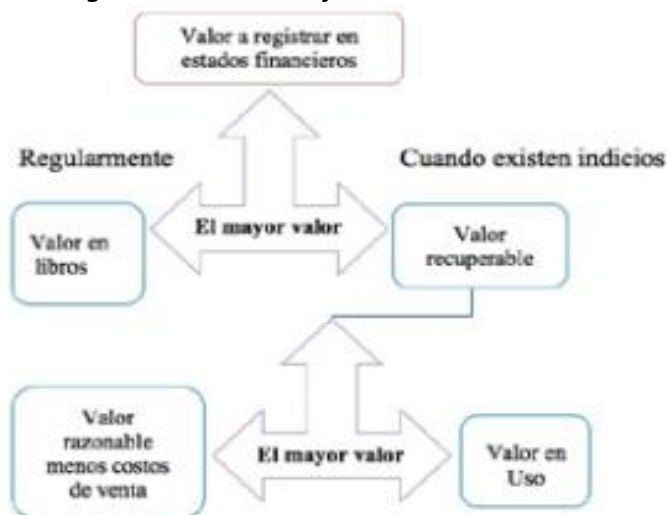 Valor a registrar en
estados financieros
Regularmente
Cuando existen indicios
Valor en
libros
El mayor valor
Valor
recuperable
Valor
razonable
menos costos
de venta
El mayor valor
Valor en
Uso